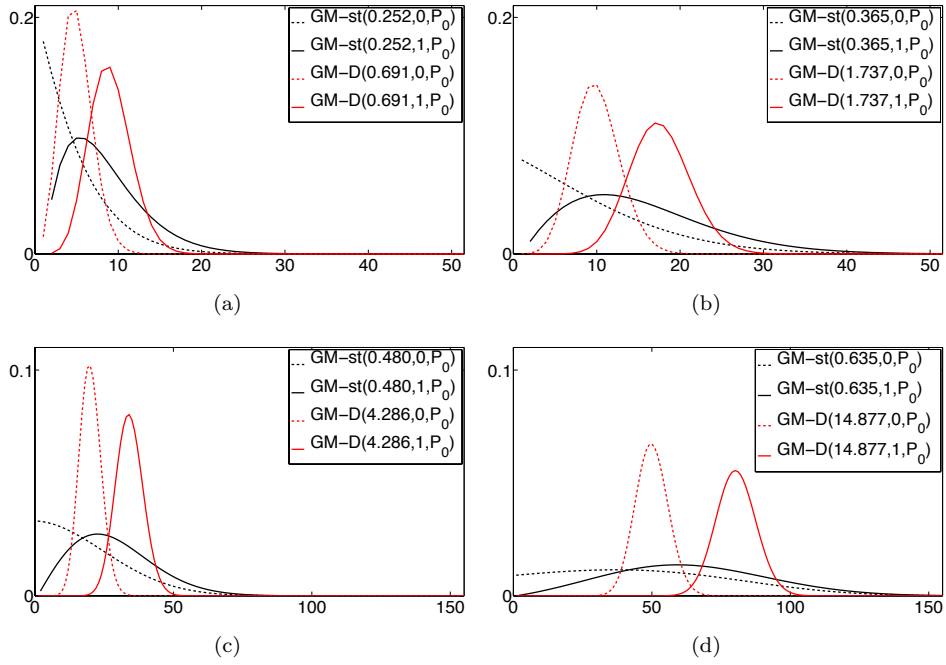 0.2
GM−st(0.252,0,P0)
GM−st(0.252,1,P0)
GM−D(0.691,0,P0)
GM−D(0.691,1,P0)
0
0 10 20 30 40 50
(a)
0.2
GM−st(0.365,0,P0)
GM−st(0.365,1,P0)
GM−D(1.737,0,P0)
GM−D(1.737,1,P0)
0
0 10 20 30 40 50
(b)
0.1
GM−st(0.480,0,P0)
GM−st(0.480,1,P0)
GM−D(4.286,0,P0)
GM−D(4.286,1,P0)
0
0 50 100 150
(c)
0.1
GM−st(0.635,0,P0)
GM−st(0.635,1,P0)
GM−D(14.877,0,P0)
GM−D(14.877,1,P0)
0
0 50 100 150
(d)